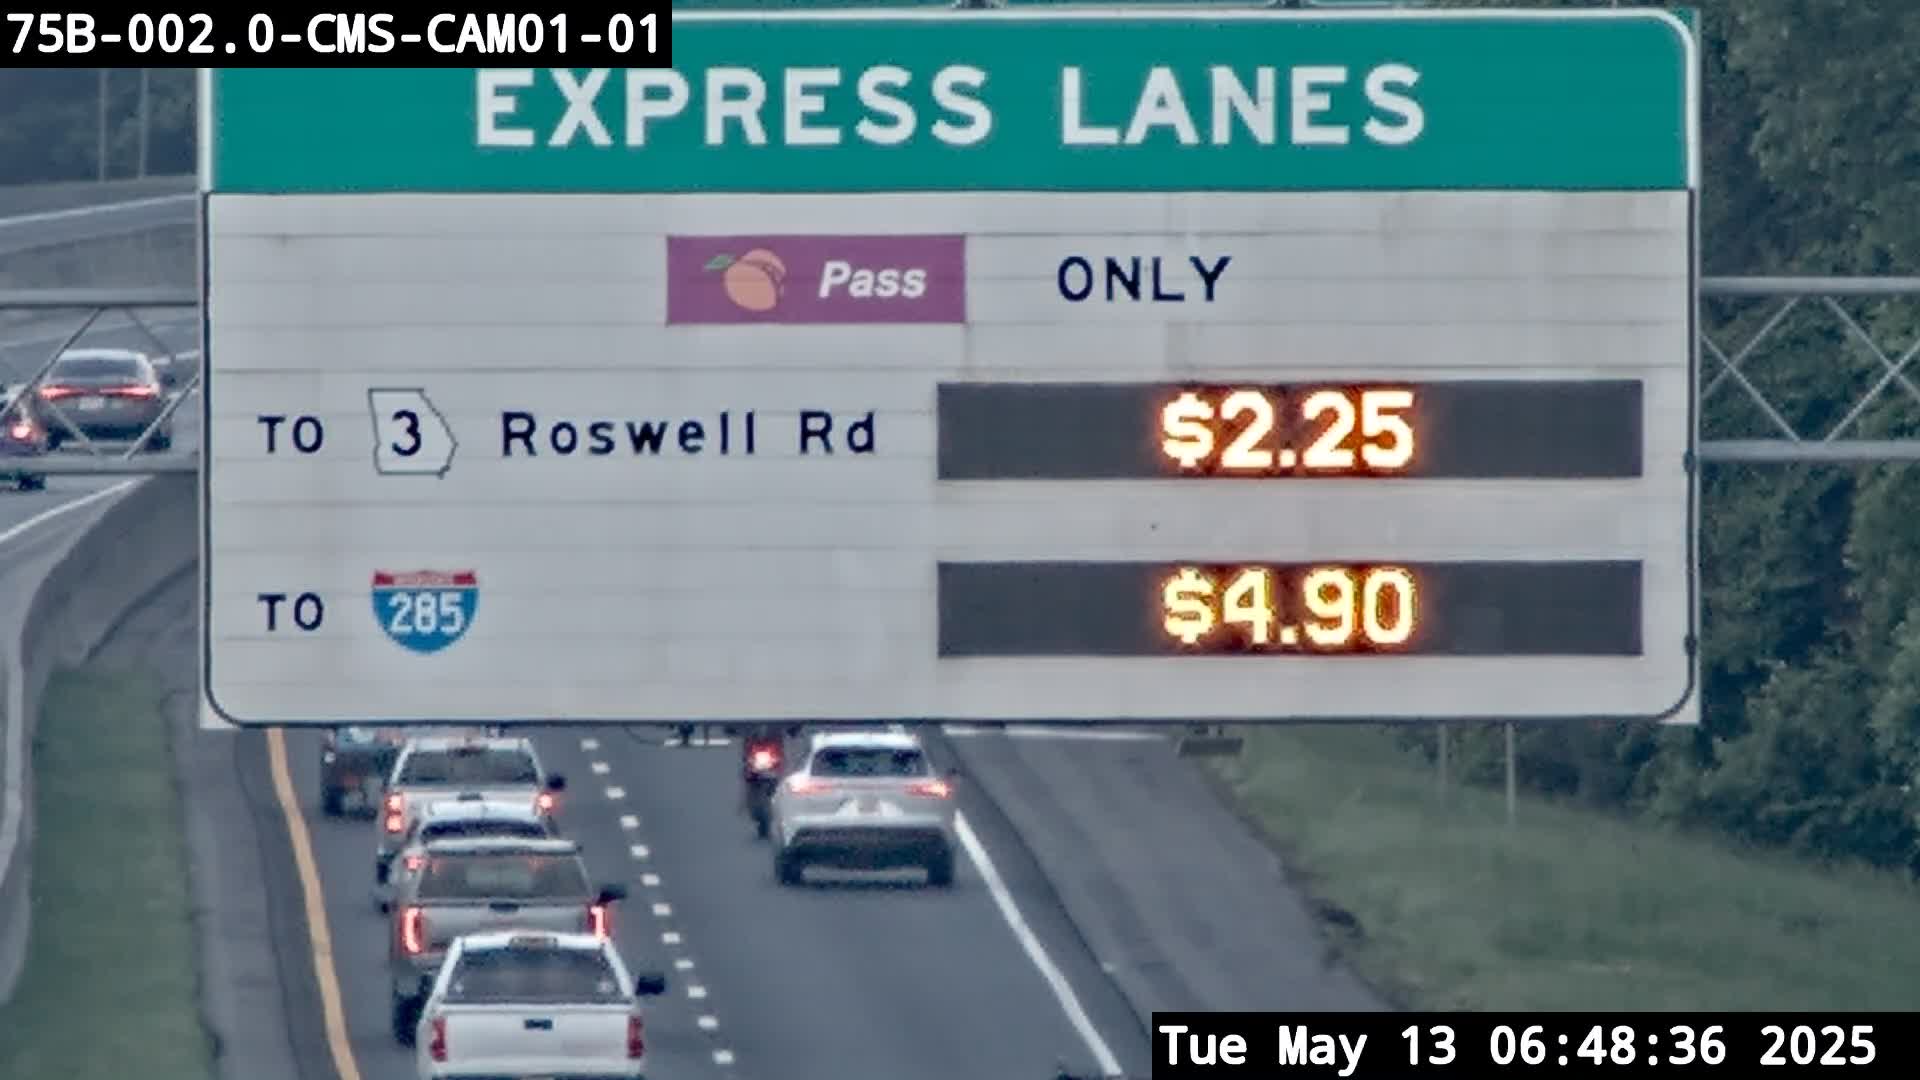 75B-002.0-CMS-CAM01-01
EXPRESS LANES
Pass ONLY
TO 3 Roswell Rd $2.25
TO 285 $4.90
Tue May 13 06:48:36 2025